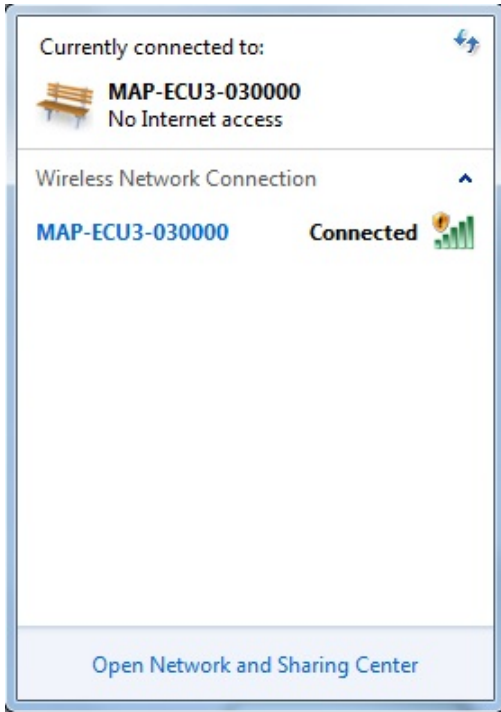 Currently connected to:
MAP-ECU3-030000
No Internet access
Wireless Network Connection
MAP-ECU3-030000 Connected
Open Network and Sharing Center